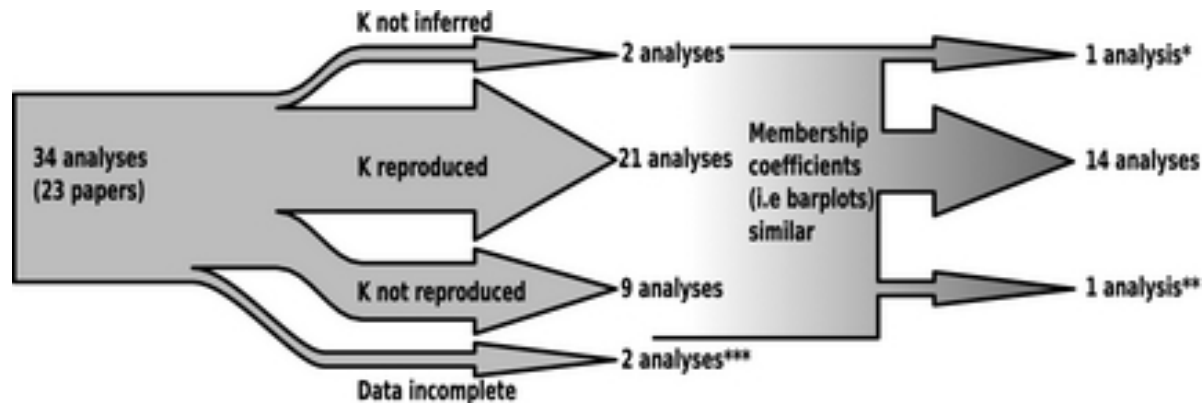 K not inferred
2 analyses
1 analysis*
34 analyses
(23 papers)
K reproduced
21 analyses
Membership
coefficients
(i.e barplots)
similar
14 analyses
K not reproduced
9 analyses
1 analysis**
2 analyses***
Data incomplete